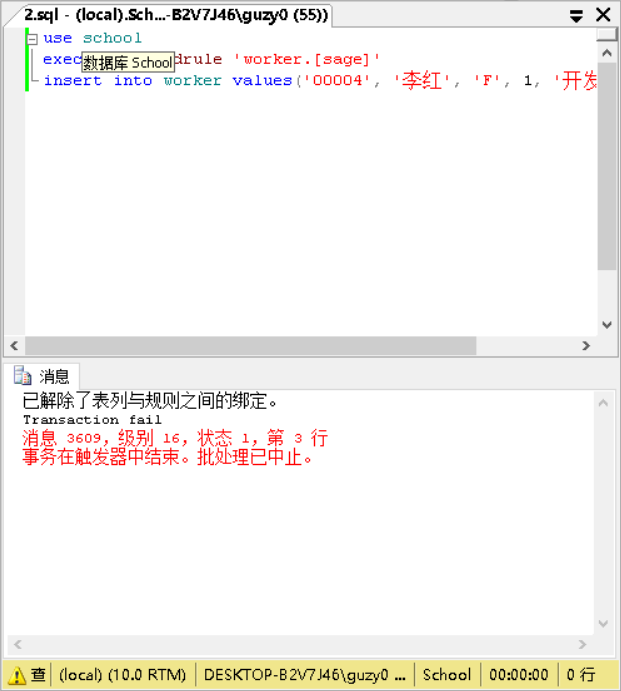 2.sql - (local).Sch...-B2V7J46\guzy0 (55))
use school
exec drule 'worker.[sage]'
数据库 School
insert into worker values('00004', '李红', 'F', 1, '开发
消息
已解除了表列与规则之间的绑定。
Transaction fail
消息 3609，级别 16，状态 1，第 3 行
事务在触发器中结束。批处理已中止。
查 (local) (10.0 RTM) DESKTOP-B2V7J46\guzy0 ... School 00:00:00 0 行